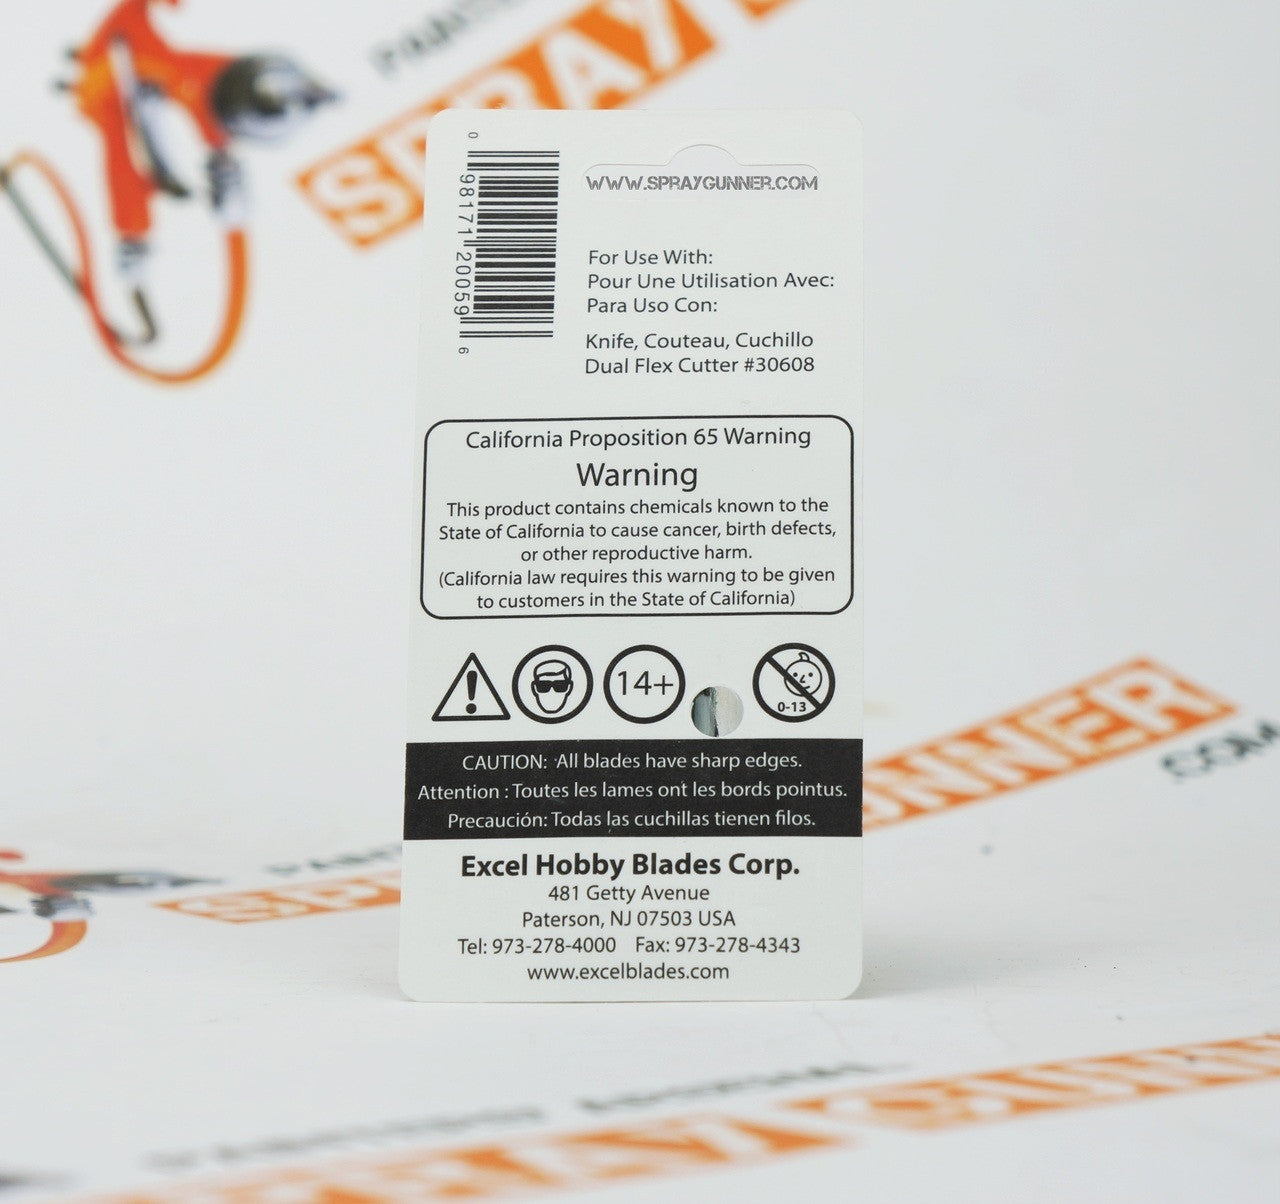 SPRAY
0 98171 20059 6
WWW.SPRAYGUNNER.COM
For Use With:
Pour Une Utilisation Avec:
Para Uso Con:
Knife, Couteau, Cuchillo
Dual Flex Cutter #30608
California Proposition 65 Warning
Warning
This product contains chemicals known to the
State of California to cause cancer, birth defects,
or other reproductive harm.
(California law requires this warning to be given
to customers in the State of California)
14+
0-13
CAUTION: All blades have sharp edges.
Attention : Toutes les lames ont les bords pointus.
Precaución: Todas las cuchillas tienen filos.
Excel Hobby Blades Corp.
481 Getty Avenue
Paterson, NJ 07503 USA
Tel: 973-278-4000 Fax: 973-278-4343
www.excelblades.com